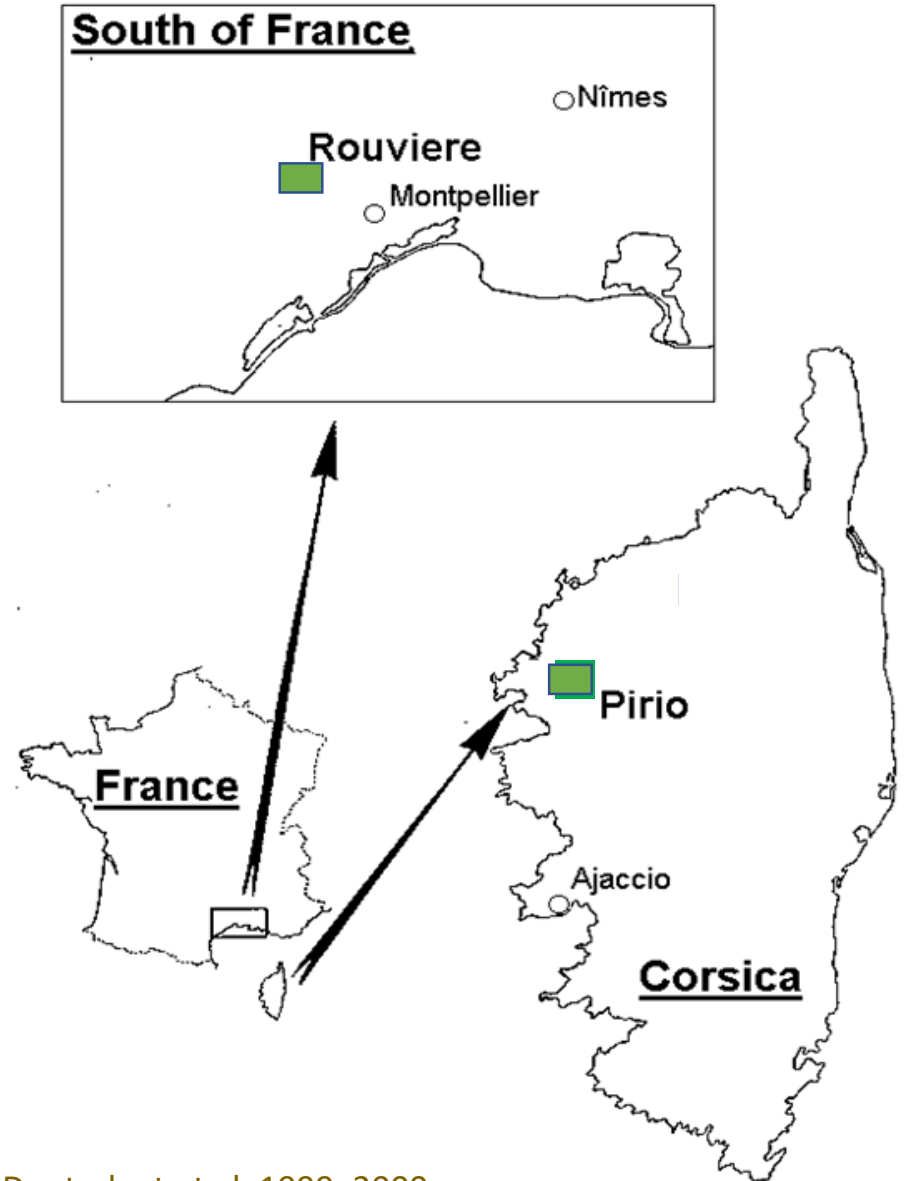 South of France
Nîmes
Rouviere
Montpellier
Pirio
France
Ajaccio
Corsica